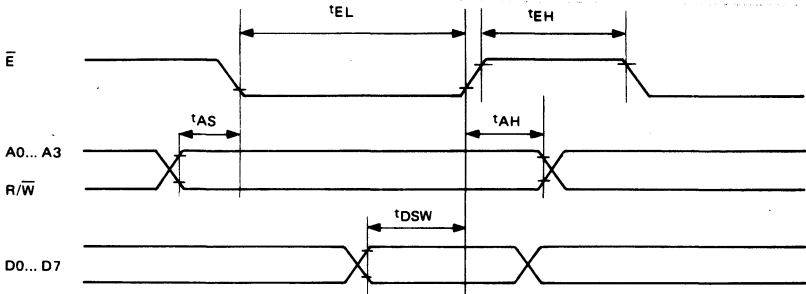 tEL
tEH
E̅
tAS
tAH
A0... A3
R/W̅
tDSW
D0... D7